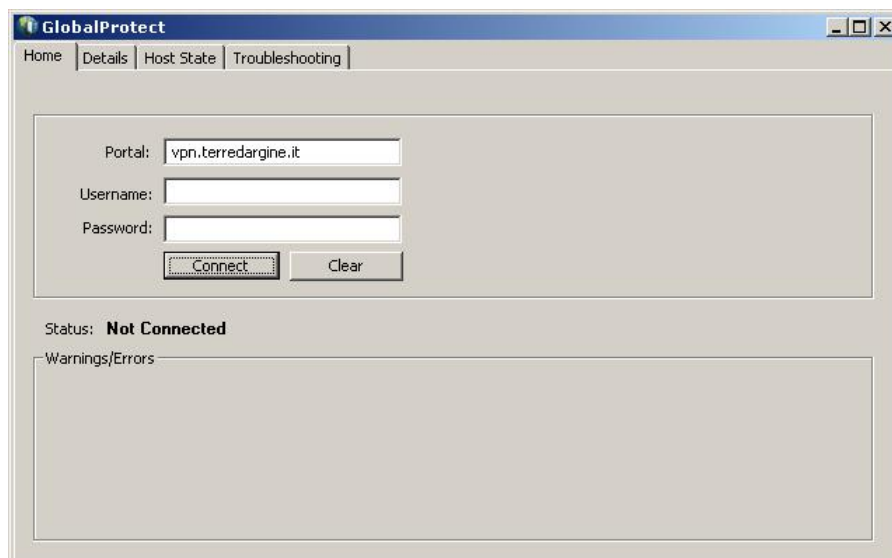 GlobalProtect
Home Details Host State Troubleshooting
Portal: vpn.terredargine.it
Username:
Password:
Connect Clear
Status: Not Connected
Warnings/Errors